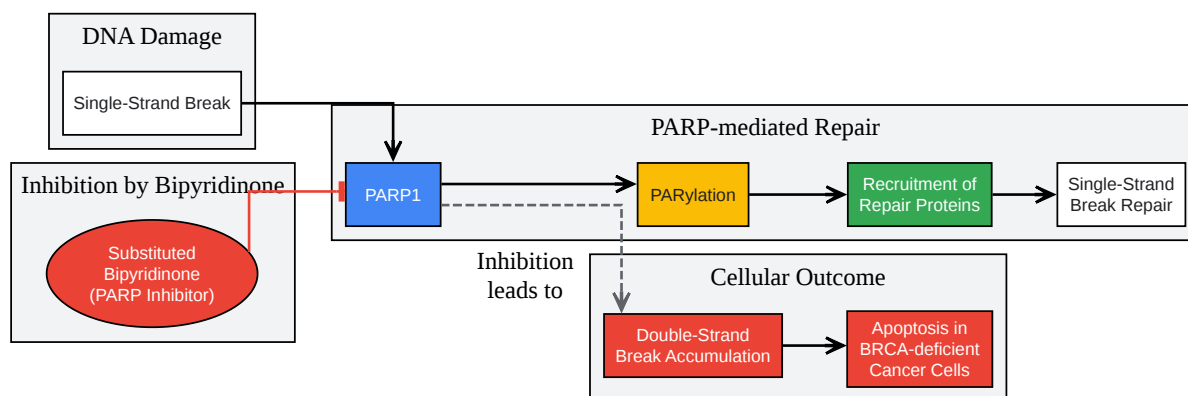 DNA Damage
Single-Strand Break
PARP-mediated Repair
PARP1
PARylation
Recruitment of
Repair Proteins
Single-Strand
Break Repair
Inhibition by Bipyridinone
Substituted
Bipyridinone
(PARP Inhibitor)
Inhibition
leads to
Cellular Outcome
Double-Strand
Break Accumulation
Apoptosis in
BRCA-deficient
Cancer Cells